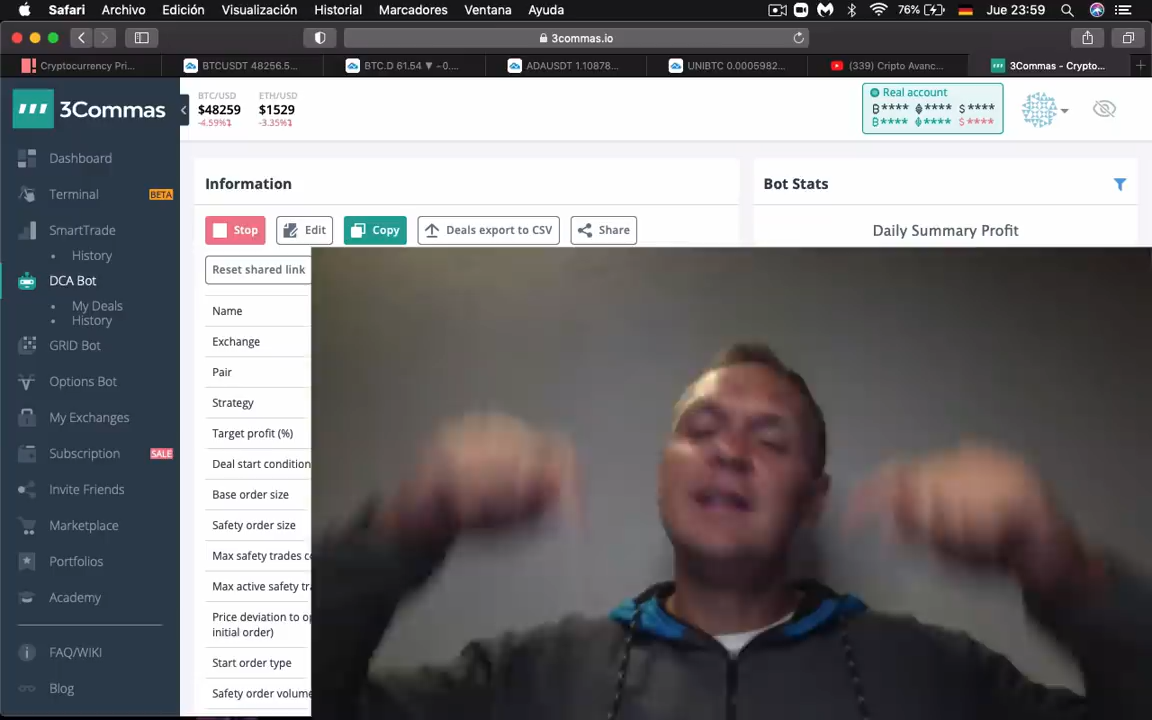 Safari Archivo Edición Visualización Historial Marcadores Ventana Ayuda 76% Jue 23:59
3commas.io
Cryptocurrency Pri... BTCUSDT 48256.5... BTC.D 61.54 ▼ −0.... ADAUSDT 1.10878... UNIBTC 0.0005982... (339) Cripto Avanc... 3Commas - Crypto...
3Commas
BTC/USD ETH/USD
$48259 $1529
-4.59% -3.35%
Real account
₿**** **** $****
₿**** **** $****
Dashboard
Terminal BETA
SmartTrade
History
DCA Bot
My Deals
History
GRID Bot
Options Bot
My Exchanges
Subscription SALE
Invite Friends
Marketplace
Portfolios
Academy
FAQ/WIKI
Blog
Information
Stop Edit Copy Deals export to CSV Share
Reset shared link
Name
Exchange
Pair
Strategy
Target profit (%)
Deal start condition
Base order size
Safety order size
Max safety trades c
Max active safety tr
Price deviation to op
initial order)
Start order type
Safety order volume
Bot Stats
Daily Summary Profit